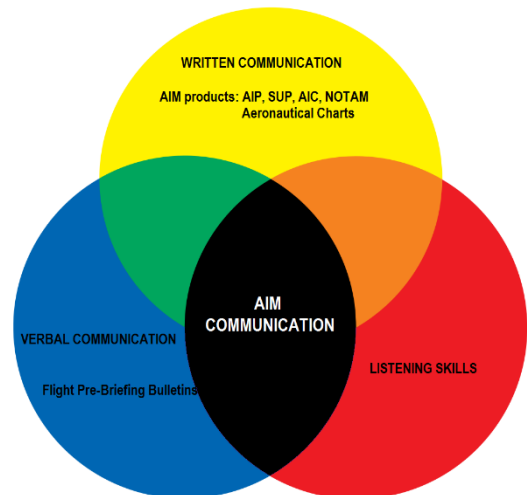 WRITTEN COMMUNICATION
AIM products: AIP, SUP, AIC, NOTAM
Aeronautical Charts
AIM
COMMUNICATION
VERBAL COMMUNICATION
Flight Pre-Briefing Bulletins
LISTENING SKILLS